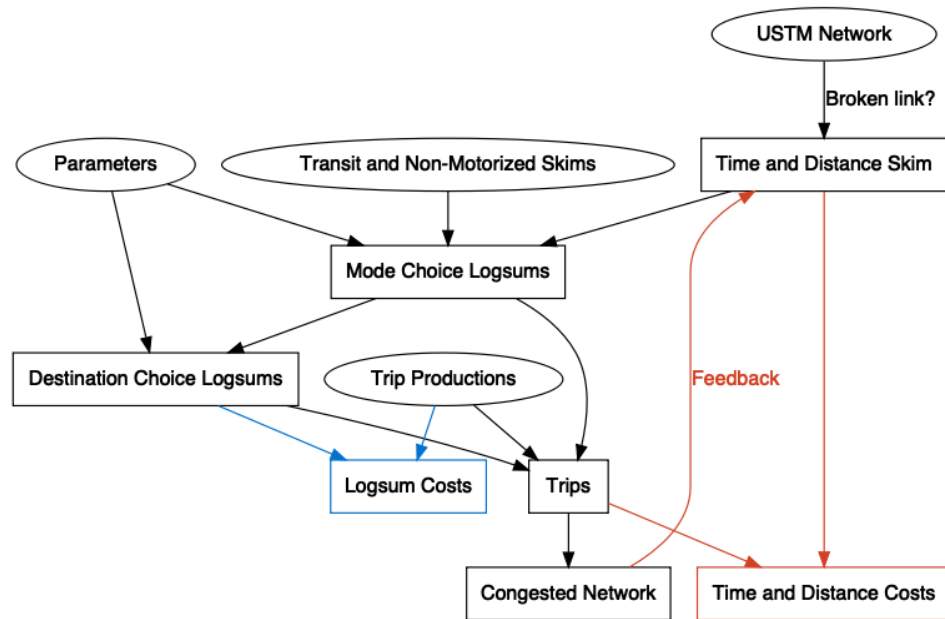 USTM Network
Broken link?
Parameters
Transit and Non-Motorized Skims
Time and Distance Skim
Mode Choice Logsums
Destination Choice Logsums
Trip Productions
Feedback
Logsum Costs
Trips
Congested Network
Time and Distance Costs